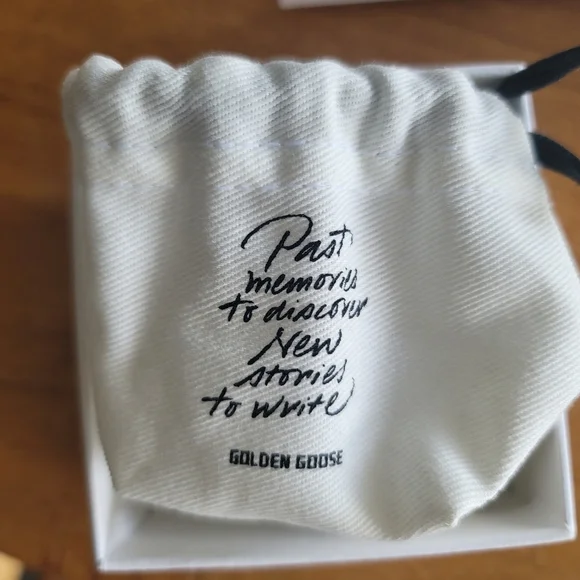 Past
memories
to discover
New
stories
to write
GOLDEN GOOSE